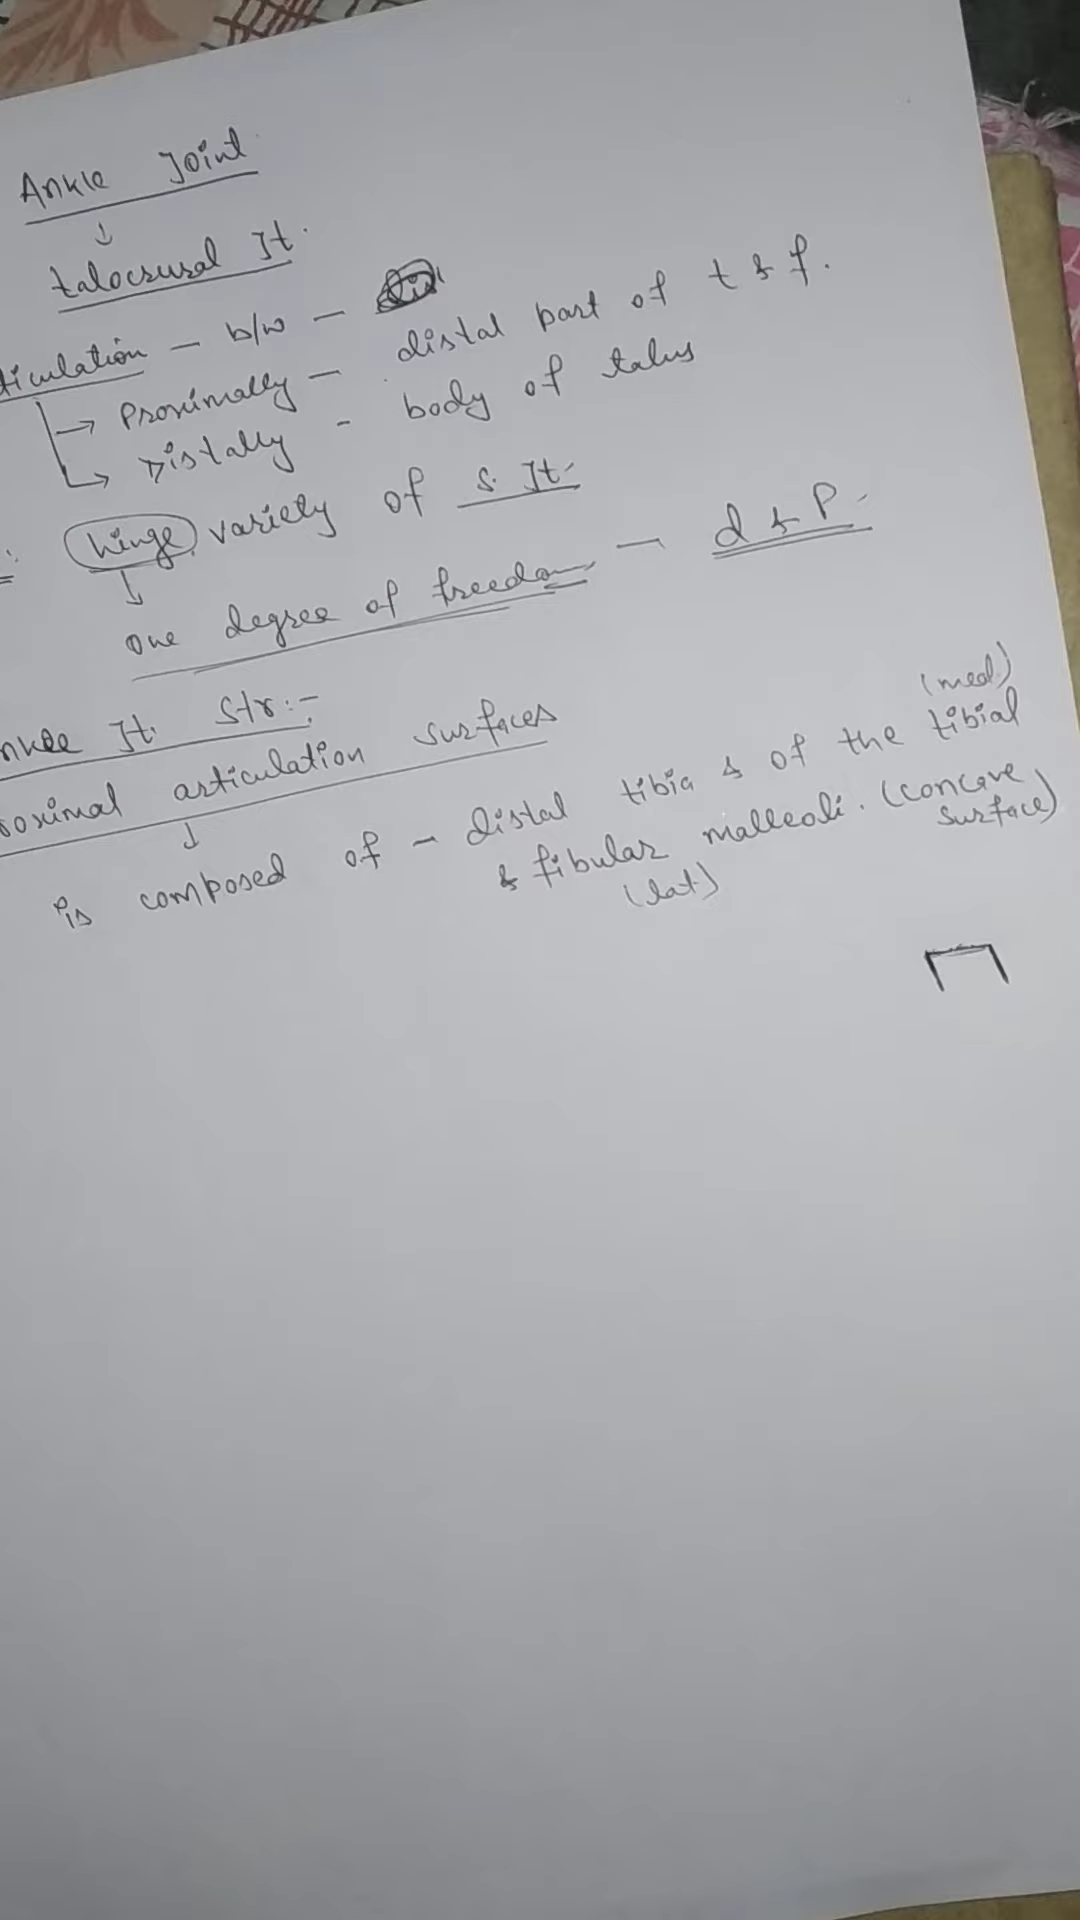 Ankle Joint
↓
talocrusal Jt.
ticulation - b/w -
→ Proximally - distal part of t & f.
→ Distally - body of talus
: hinge variety of s. Jt.
↓
one degree of freedom - d & P.
nkle Jt. Str:-
roximal articulation surfaces
↓ (med)
is composed of - distal tibia & of the tibial
& fibular malleoli. (concave surface)
(lat)